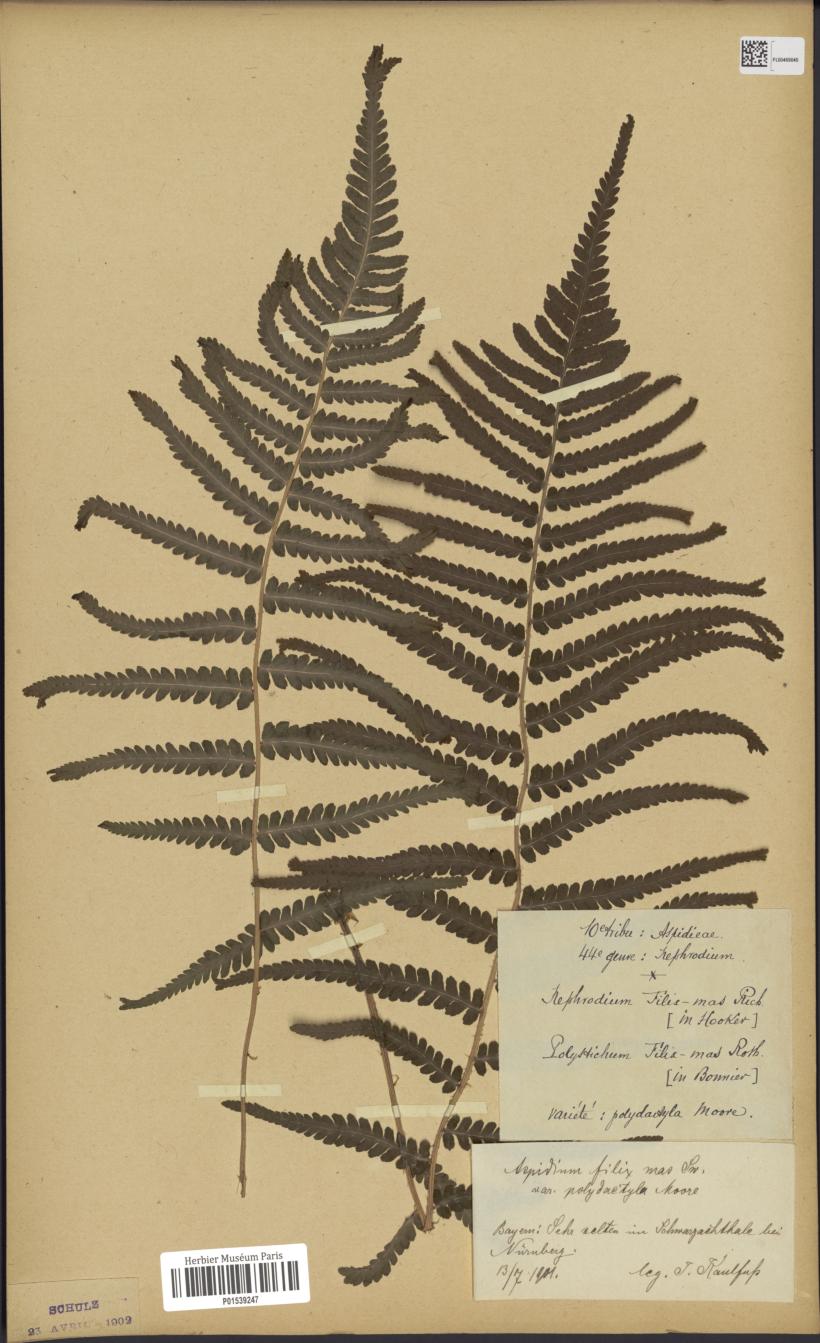 PL00469045
10e tribu : Aspidieae.
44e genre : Nephrodium.
x
Nephrodium Filix-mas Rich.
[in Hooker]
Polystichum Filix-mas Roth.
[in Bonnier]
variété : polydactyla Moore.
Aspidium filix mas Sw.
var. polydactyla Moore
Bayern: Sehr selten im Schwarzachthale bei
Nürnberg.
13/7. 1901. leg. J. Kaulfuß
Herbier Muséum Paris
P01539247
SCHULZ
23 AVRIL 1902